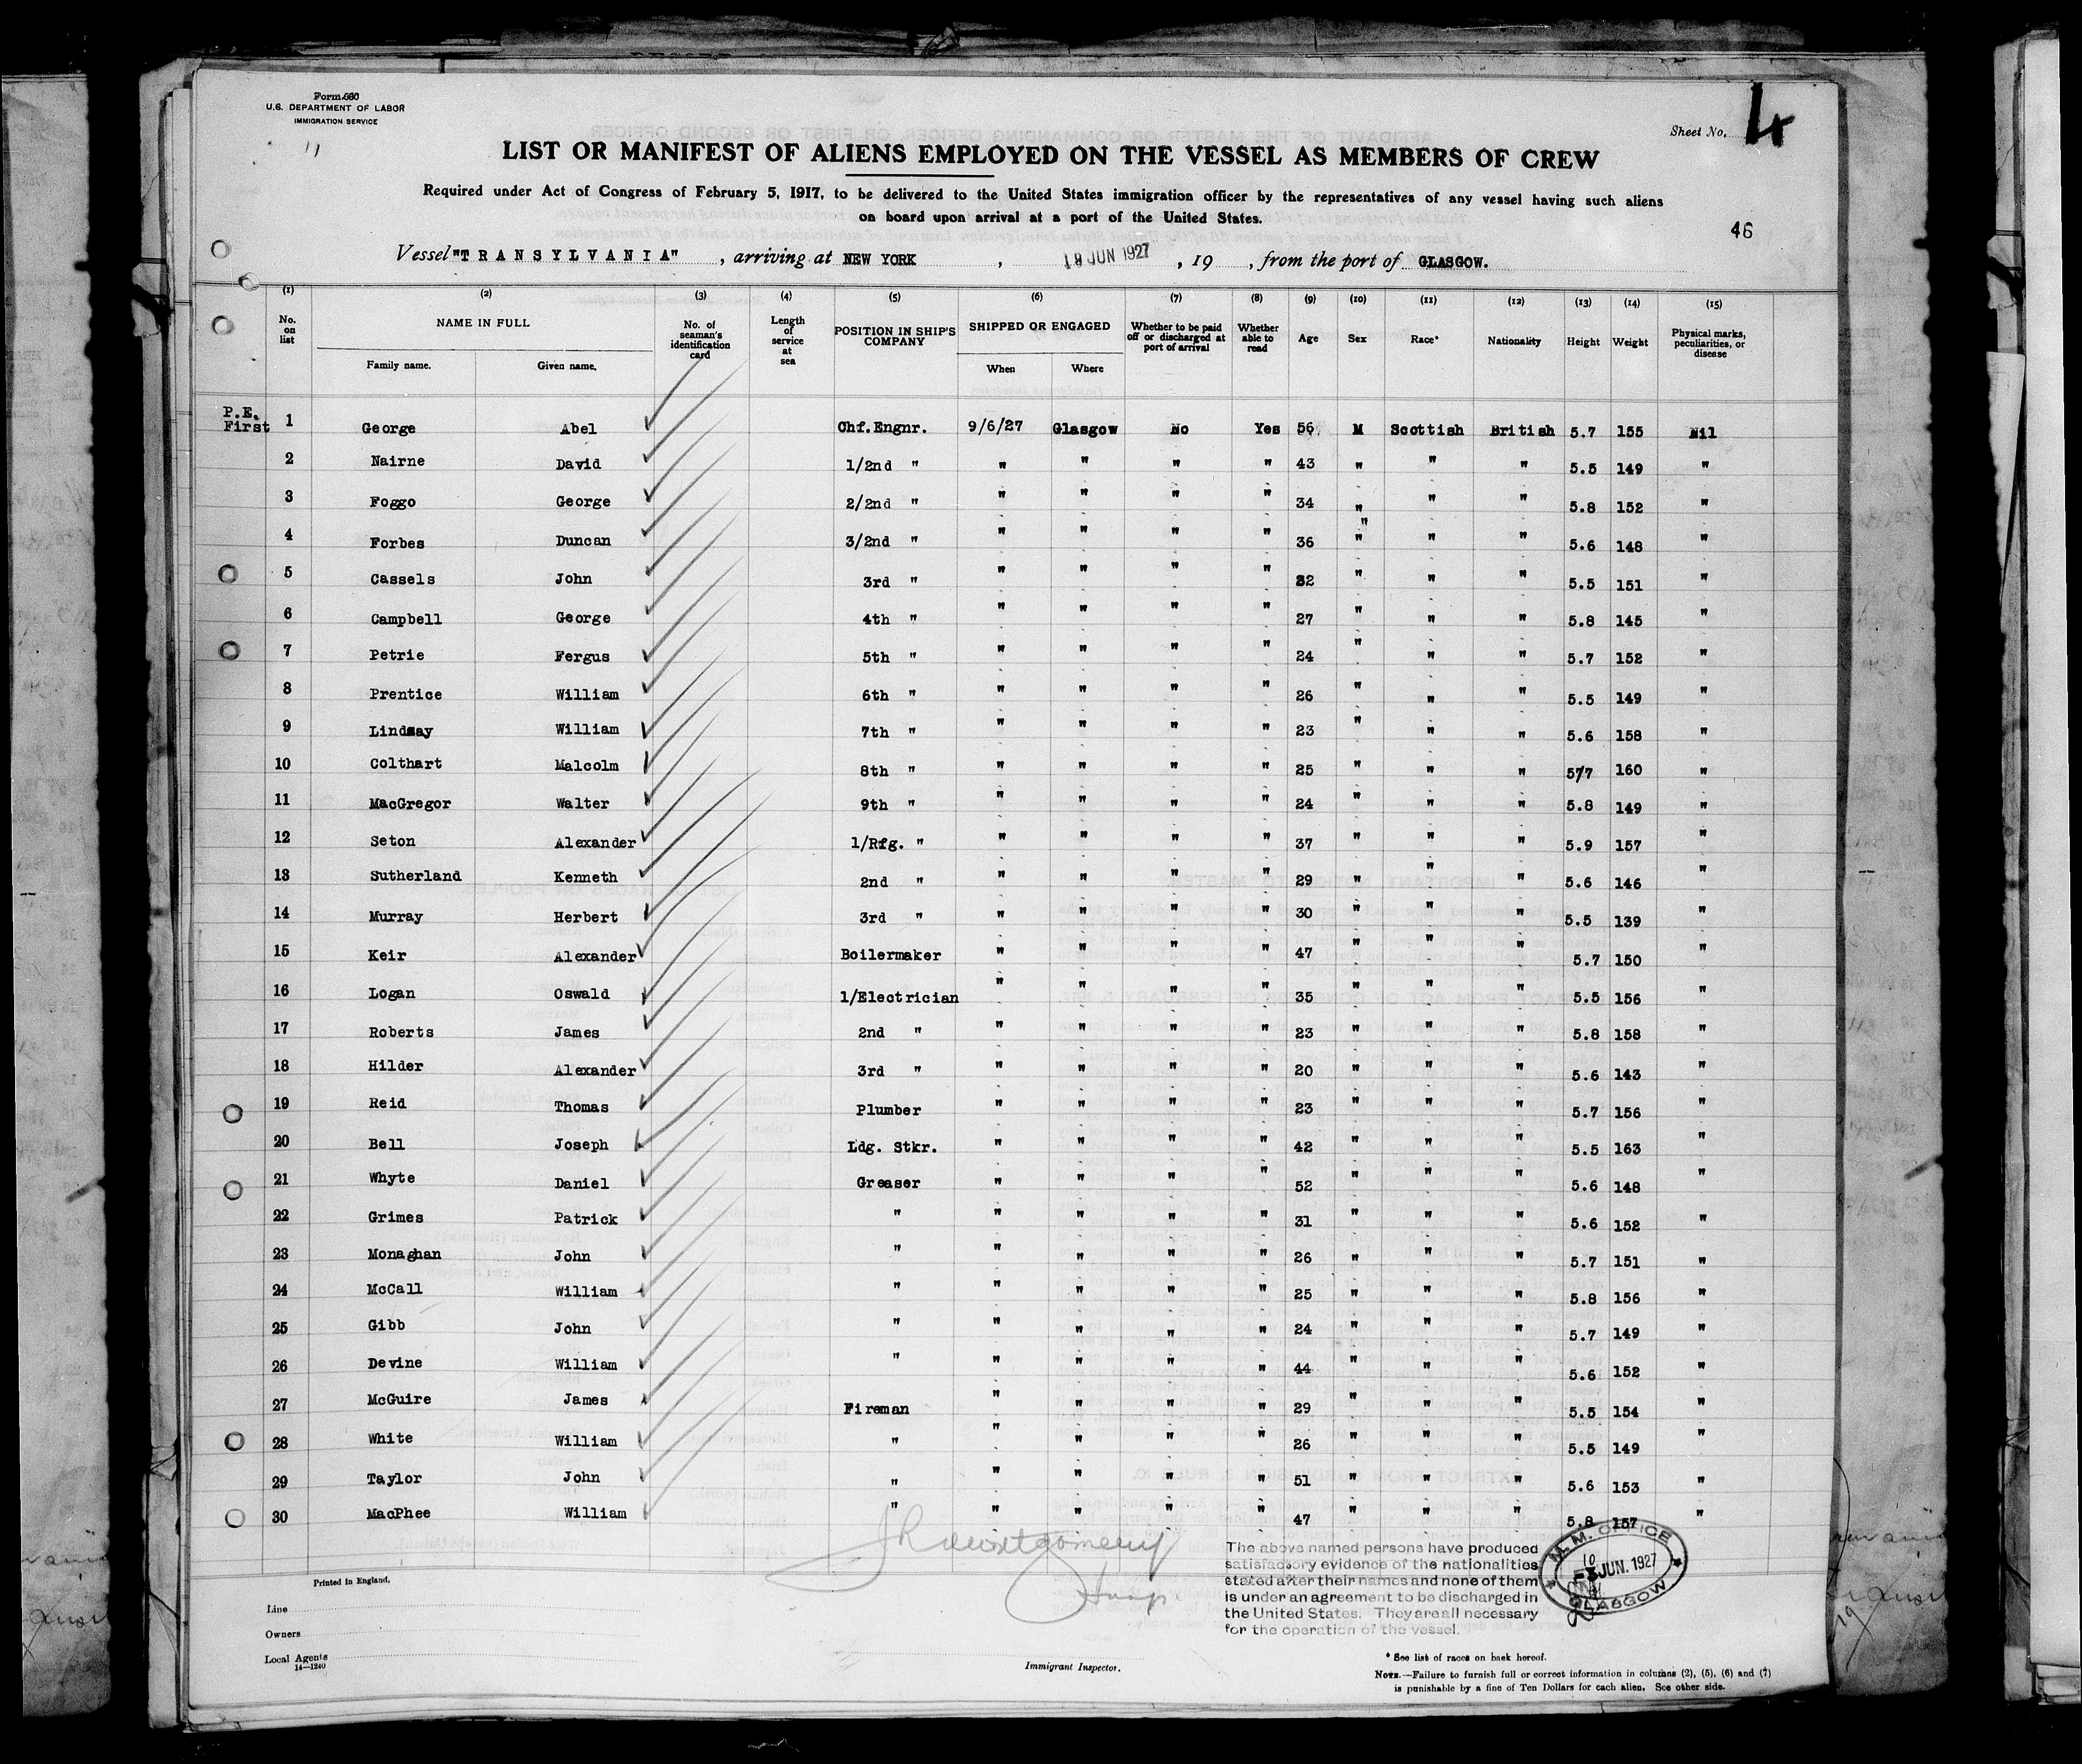 Form 680
U.S. DEPARTMENT OF LABOR
IMMIGRATION SERVICE
Sheet No. 4
LIST OR MANIFEST OF ALIENS EMPLOYED ON THE VESSEL AS MEMBERS OF CREW
Required under Act of Congress of February 5, 1917, to be delivered to the United States immigration officer by the representatives of any vessel having such aliens
on board upon arrival at a port of the United States.
46
Vessel "TRANSYLVANIA", arriving at NEW YORK, 19 JUN 1927, 19 , from the port of GLASGOW.
(1) (2) (3) (4) (5) (6) (7) (8) (9) (10) (11) (12) (13) (14) (15)
No. on list NAME IN FULL Family name. Given name. No. of seaman's identification card Length of service at sea POSITION IN SHIP'S COMPANY SHIPPED OR ENGAGED When Where Whether to be paid off or discharged at port of arrival Whether able to read Age Sex Race* Nationality Height Weight Physical marks, peculiarities, or disease
P.E. First 1 George Abel Chf.Engnr. 9/6/27 Glasgow No Yes 56 M Scottish British 5.7 155 Nil
2 Nairne David 1/2nd " " " " " 43 " " " 5.5 149 "
3 Foggo George 2/2nd " " " " " 34 " " " 5.8 152 "
4 Forbes Duncan 3/2nd " " " " " 36 " " " 5.6 148 "
5 Cassels John 3rd " " " " " 32 " " " 5.5 151 "
6 Campbell George 4th " " " " " 27 " " " 5.8 145 "
7 Petrie Fergus 5th " " " " " 24 " " " 5.7 152 "
8 Prentice William 6th " " " " " 26 " " " 5.5 149 "
9 Lindsay William 7th " " " " " 23 " " " 5.6 158 "
10 Colthart Malcolm 8th " " " " " 25 " " " 5/7 160 "
11 MacGregor Walter 9th " " " " " 24 " " " 5.8 149 "
12 Seton Alexander 1/Rfg. " " " " " 37 " " " 5.9 157 "
13 Sutherland Kenneth 2nd " " " " " 29 " " " 5.6 146 "
14 Murray Herbert 3rd " " " " " 30 " " " 5.5 139 "
15 Keir Alexander Boilermaker " " " " 47 " " " 5.7 150 "
16 Logan Oswald 1/Electrician " " " " 35 " " " 5.5 156 "
17 Roberts James 2nd " " " " " 23 " " " 5.8 158 "
18 Hilder Alexander 3rd " " " " " 20 " " " 5.6 143 "
19 Reid Thomas Plumber " " " " 23 " " " 5.7 156 "
20 Bell Joseph Ldg. Stkr. " " " " 42 " " " 5.5 163 "
21 Whyte Daniel Greaser " " " " 52 " " " 5.6 148 "
22 Grimes Patrick " " " " " 31 " " " 5.6 152 "
23 Monaghan John " " " " " 26 " " " 5.7 151 "
24 McCall William " " " " " 25 " " " 5.8 156 "
25 Gibb John " " " " " 24 " " " 5.7 149 "
26 Devine William " " " " " 44 " " " 5.6 152 "
27 McGuire James Fireman " " " " 29 " " " 5.5 154 "
28 White William " " " " " 26 " " " 5.5 149 "
29 Taylor John " " " " " 51 " " " 5.6 153 "
30 MacPhee William " " " " " 47 " " " 5.8 157 "
The above named persons have produced
satisfactory evidence of the nationalities
stated after their names and none of them
is under an agreement to be discharged in
the United States. They are all necessary
for the operation of the vessel.
M.M. OFFICE
JUN. 1927
GLASGOW
Printed in England.
Line
Owners
Local Agents
14—1240
Immigrant Inspector.
* See list of races on back hereof.
NOTE.—Failure to furnish full or correct information in columns (2), (5), (6) and (7)
is punishable by a fine of Ten Dollars for each alien. See other side.